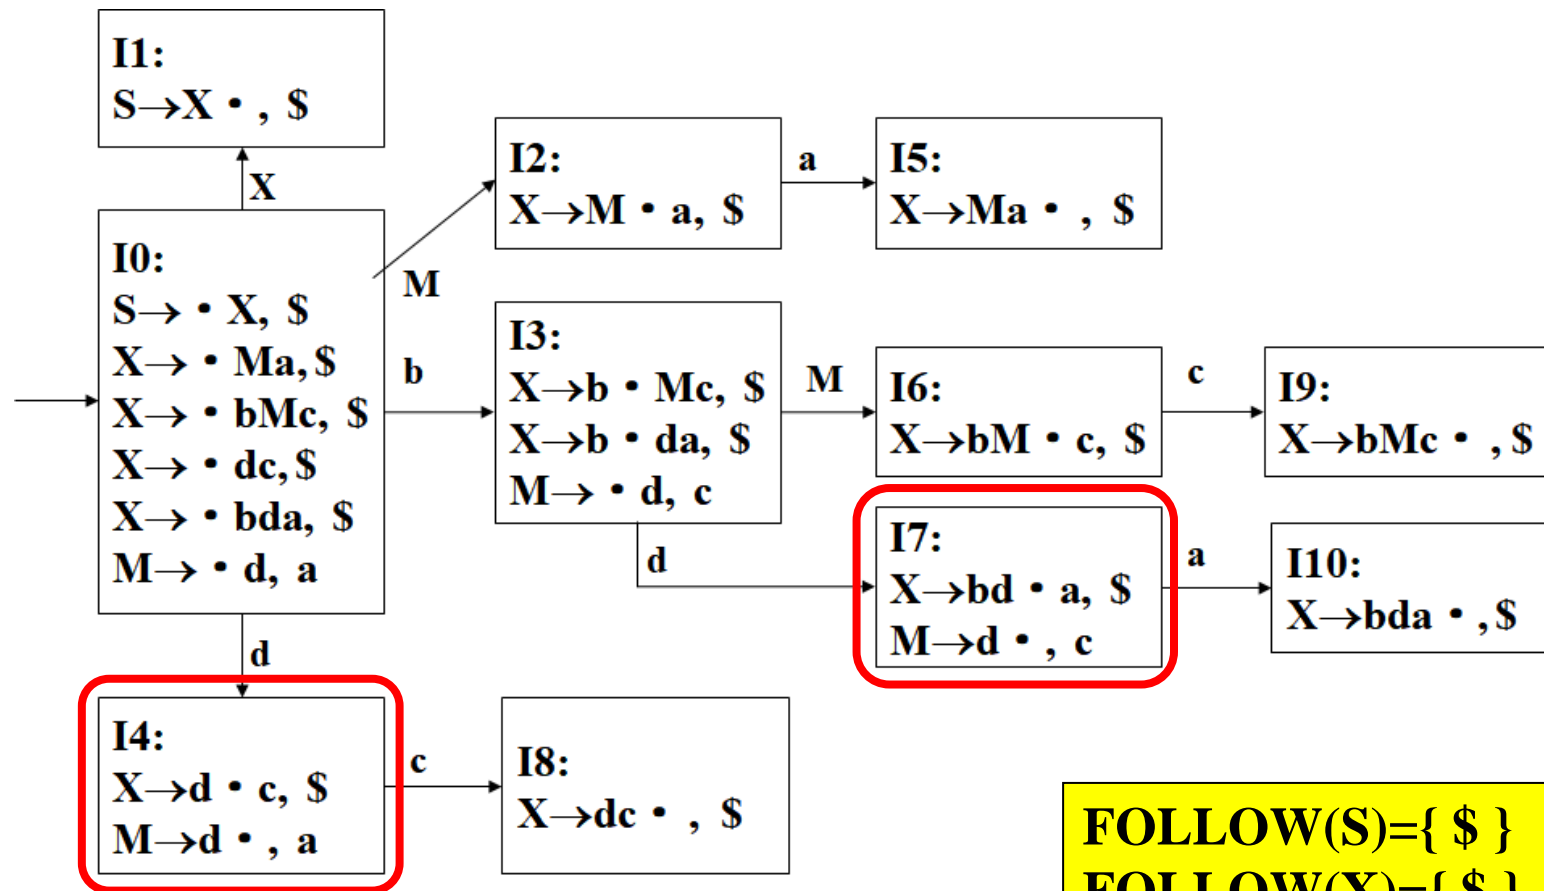 I1:
S→X • , $
X
I0:
S→ • X, $
X→ • Ma,$
X→ • bMc, $
X→ • dc,$
X→ • bda, $
M→ • d, a
M
I2:
X→M • a, $
a
I5:
X→Ma • , $
b
I3:
X→b • Mc, $
X→b • da, $
M→ • d, c
M
I6:
X→bM • c, $
c
I9:
X→bMc • ,$
d
I7:
X→bd • a, $
M→d • , c
a
I10:
X→bda • ,$
d
I4:
X→d • c, $
M→d • , a
c
I8:
X→dc • , $
FOLLOW(S)={ $ }
FOLLOW(X)={ $ }